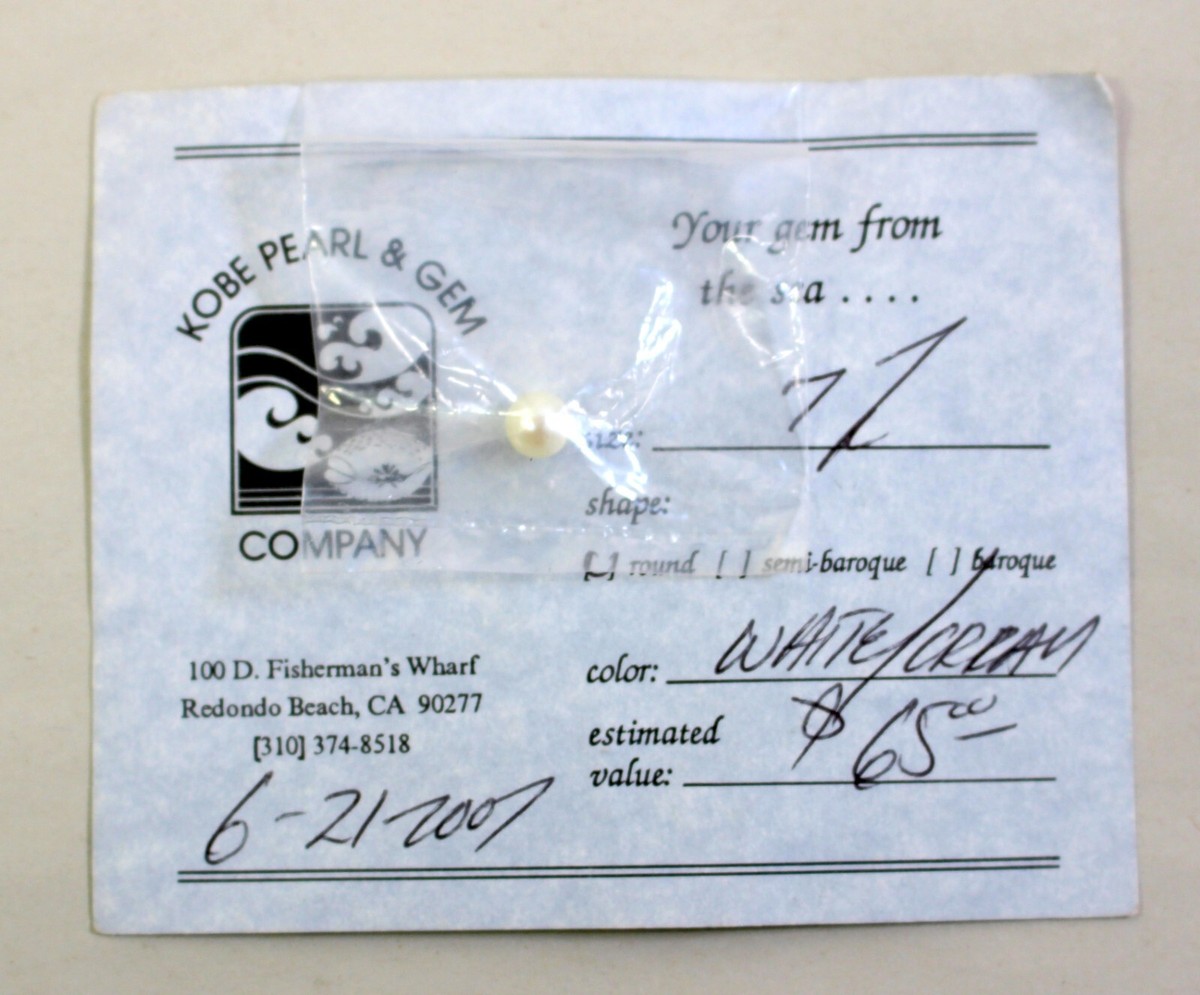 KOBE PEARL & GEM
COMPANY
100 D. Fisherman's Wharf
Redondo Beach, CA 90277
[310] 374-8518
6-21-2007
Your gem from
the sea . . . .
size:
shape:
[ ] round [ ] semi-baroque [ ] baroque
color: WHITE/CREAM
estimated
value: $65.00